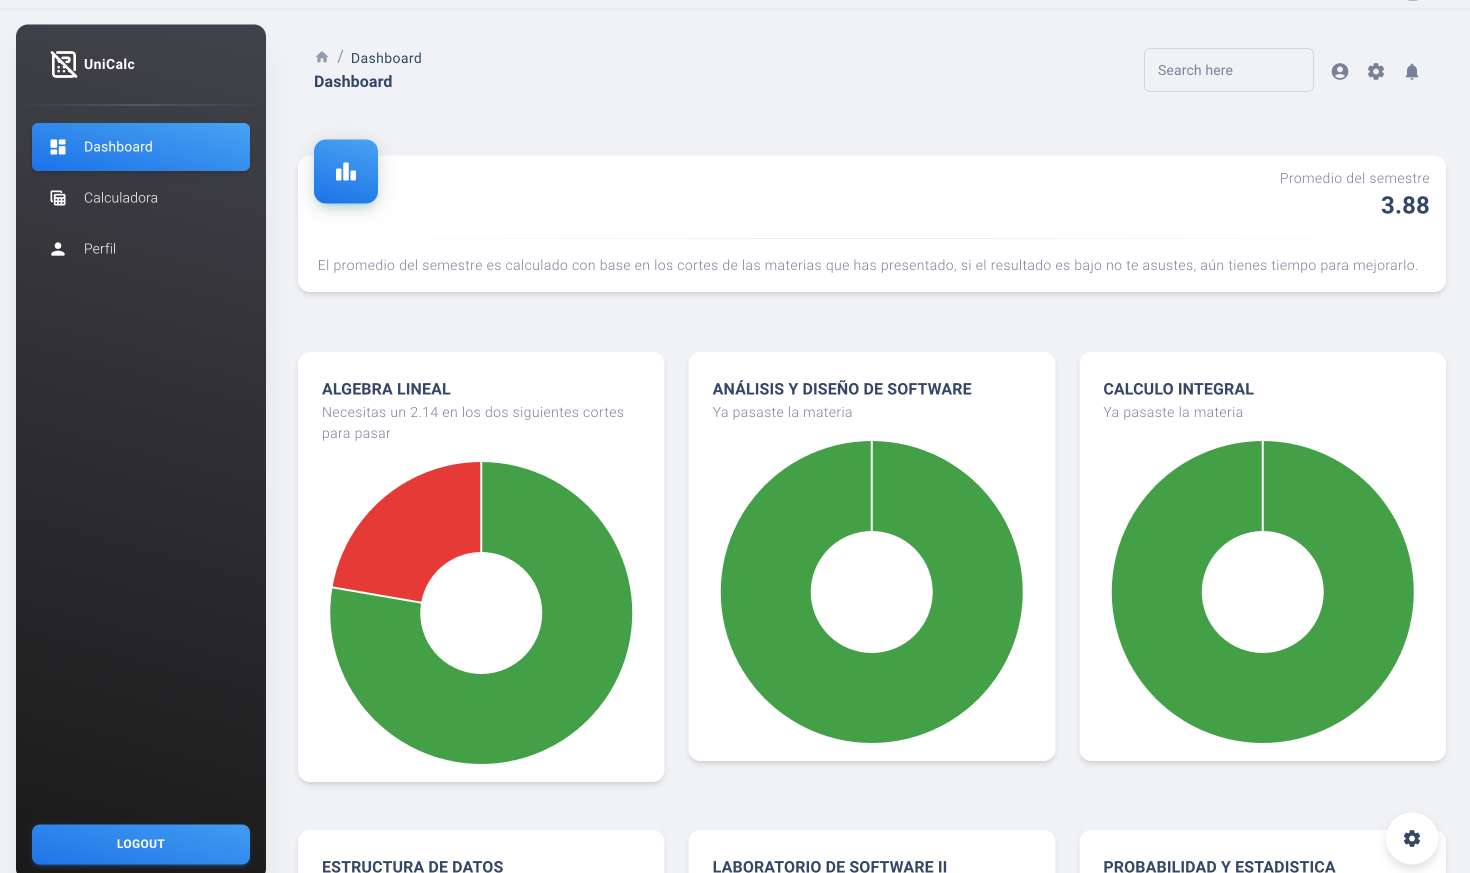 UniCalc
Dashboard
Calculadora
Perfil
LOGOUT
/ Dashboard
Dashboard
Search here
Promedio del semestre
3.88
El promedio del semestre es calculado con base en los cortes de las materias que has presentado, si el resultado es bajo no te asustes, aún tienes tiempo para mejorarlo.
ALGEBRA LINEAL
Necesitas un 2.14 en los dos siguientes cortes
para pasar
ANÁLISIS Y DISEÑO DE SOFTWARE
Ya pasaste la materia
CALCULO INTEGRAL
Ya pasaste la materia
ESTRUCTURA DE DATOS
LABORATORIO DE SOFTWARE II
PROBABILIDAD Y ESTADISTICA